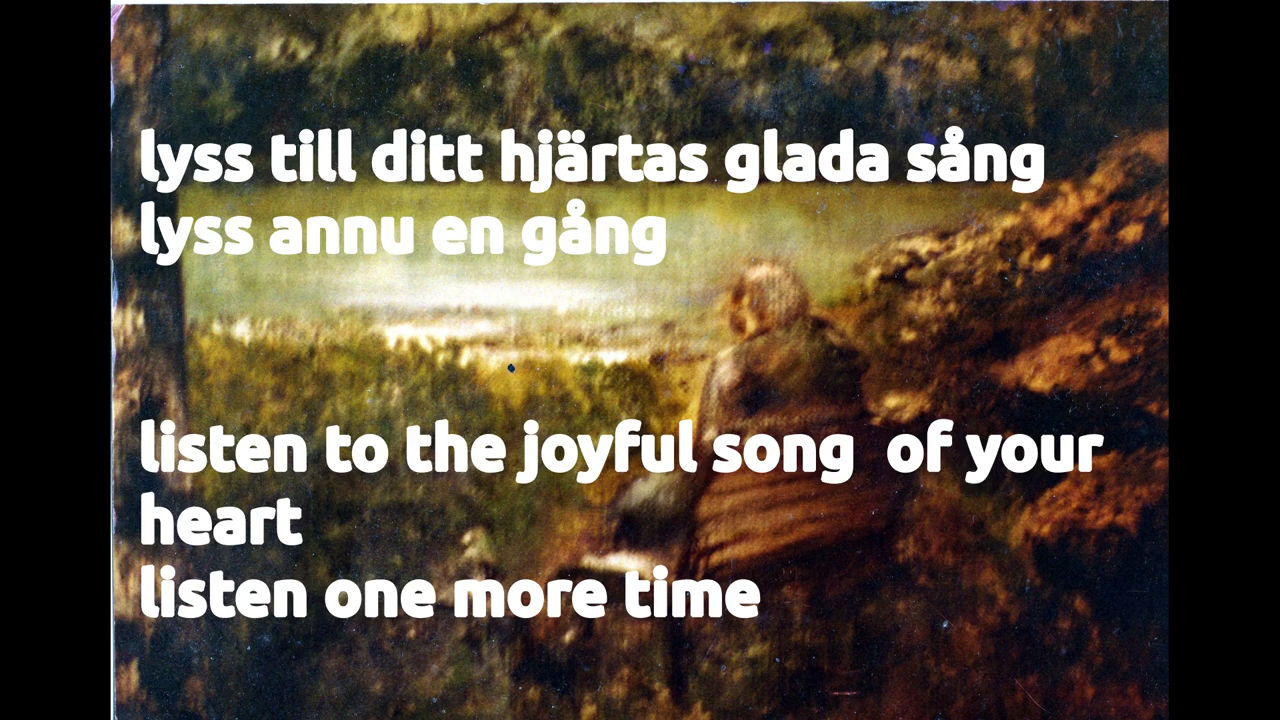 lyss till ditt hjärtas glada sång
lyss annu en gång
listen to the joyful song  of your
heart
listen one more time